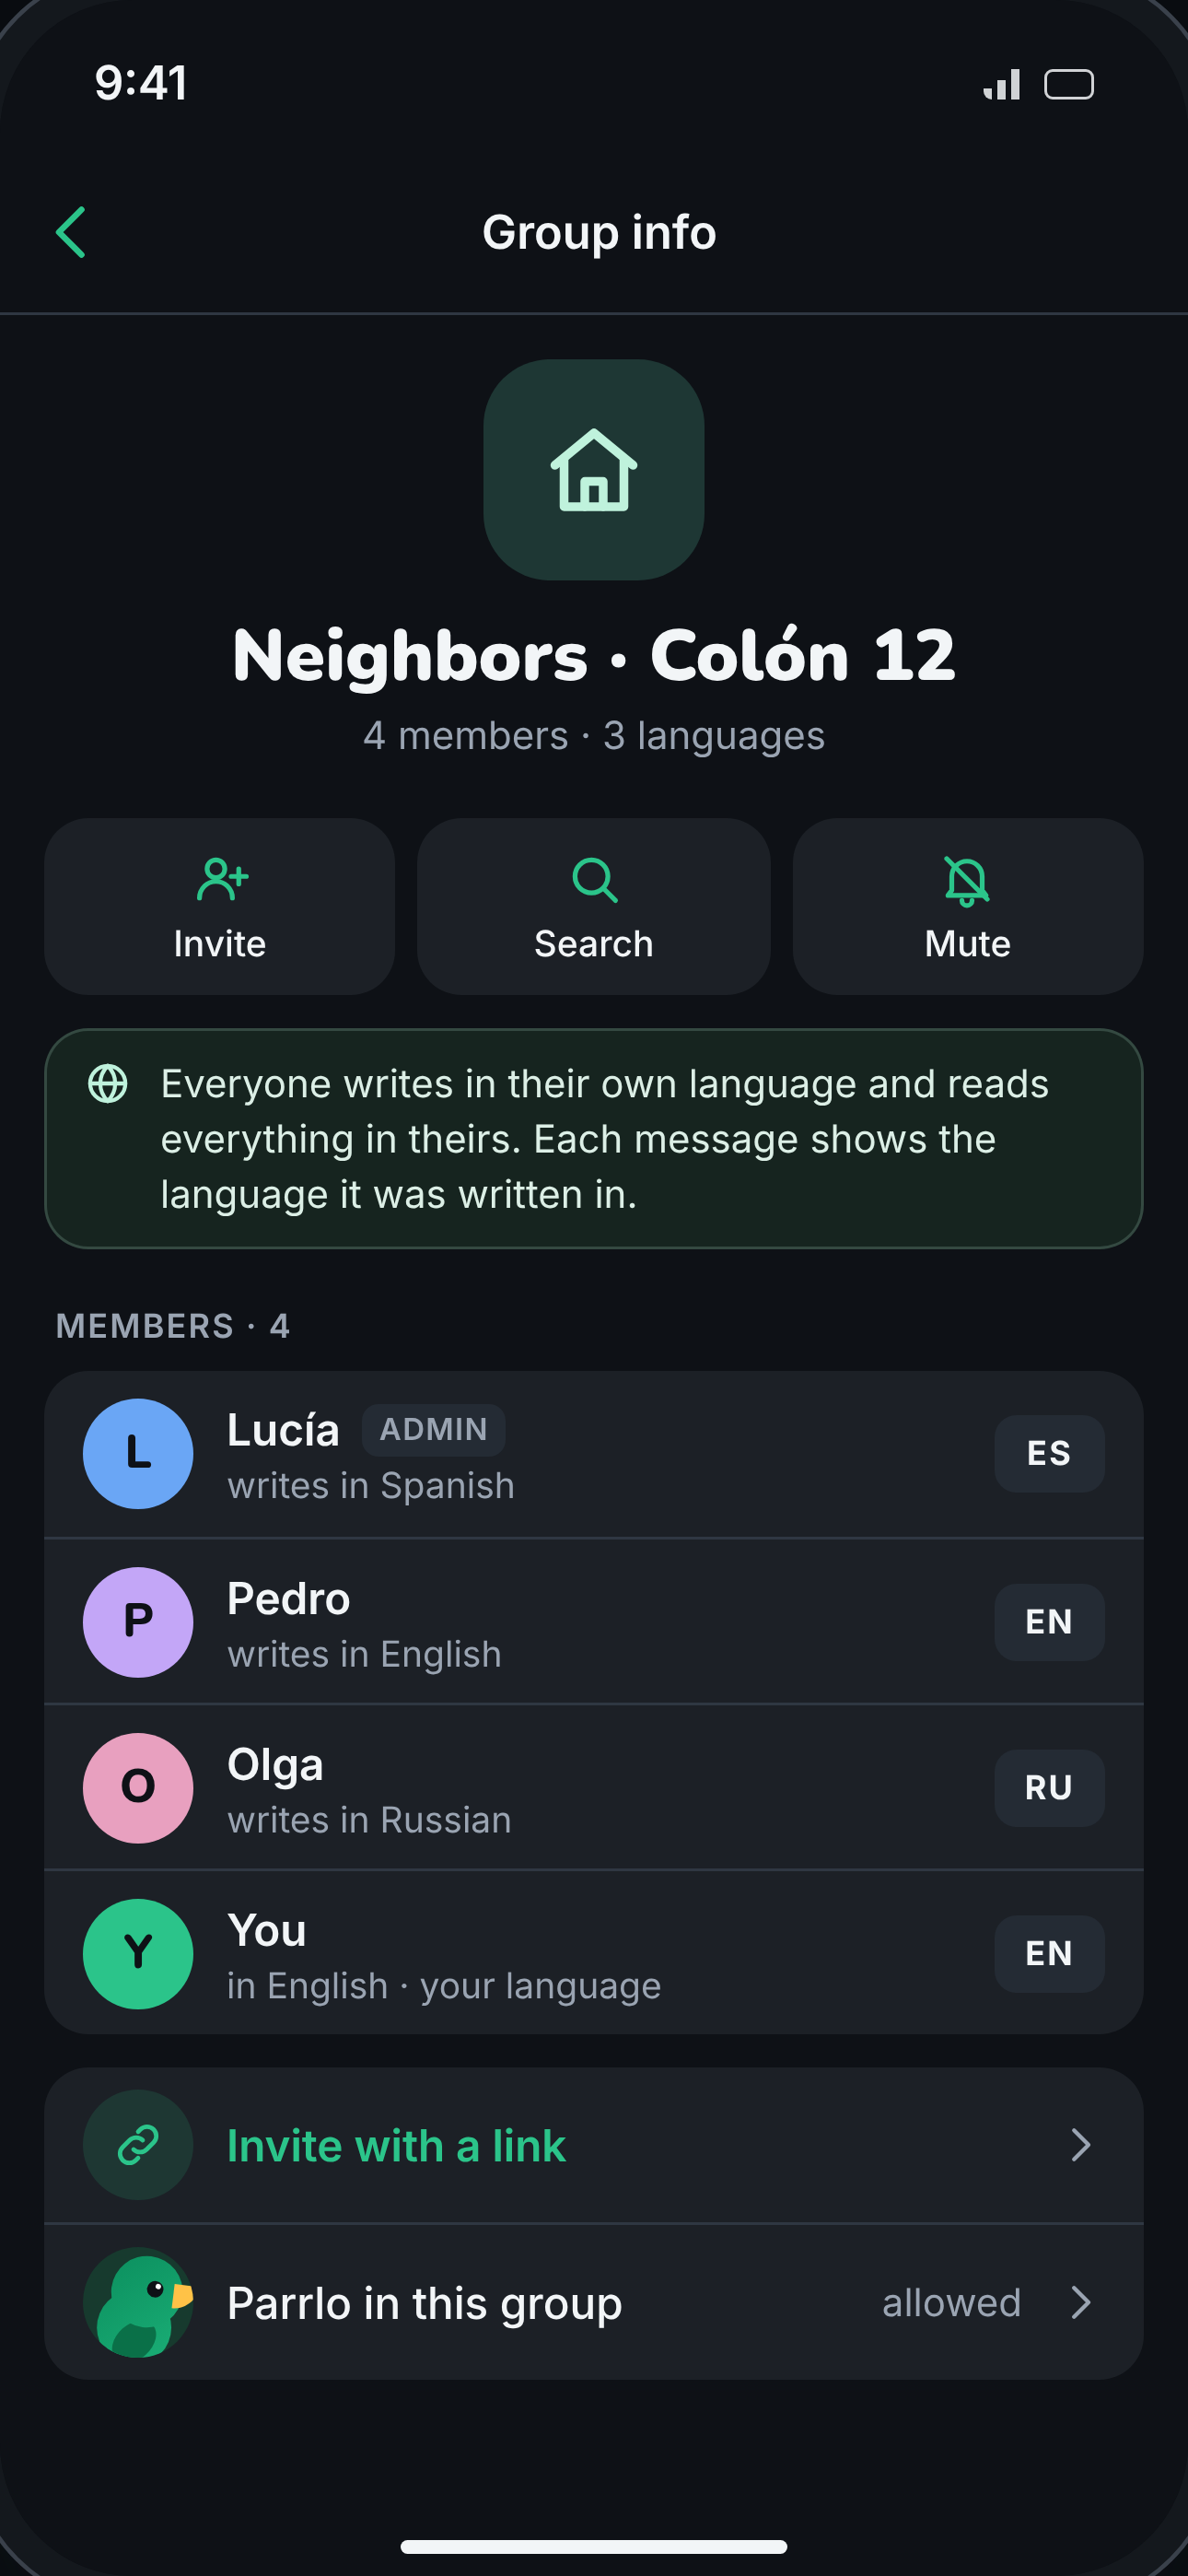 9:41
Group info
Neighbors · Colón 12
4 members · 3 languages
Invite
Search
Mute
Everyone writes in their own language and reads
everything in theirs. Each message shows the
language it was written in.
MEMBERS · 4
L
Lucía ADMIN
writes in Spanish
ES
P
Pedro
writes in English
EN
O
Olga
writes in Russian
RU
Y
You
in English · your language
EN
Invite with a link
Parrlo in this group
allowed